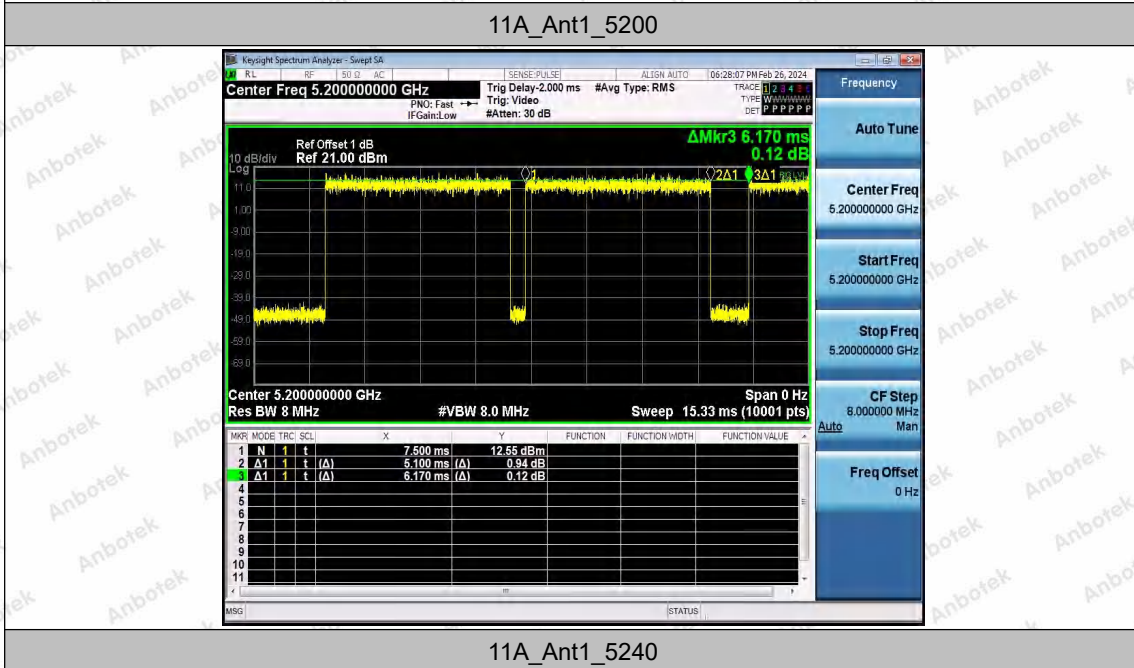 11A_Ant1_5200
Keysight Spectrum Analyzer - Swept SA
RL RF 50 Ω AC SENSE:PULSE ALIGN AUTO 06:28:07 PM Feb 26, 2024
Center Freq 5.200000000 GHz
PNO: Fast
IFGain:Low
Trig Delay-2.000 ms
Trig: Video
#Atten: 30 dB
#Avg Type: RMS
TRACE 1 2 3 4 5 6
TYPE WWWWWW
DET P P P P P P
ΔMkr3 6.170 ms
0.12 dB
Ref Offset 1 dB
10 dB/div Ref 21.00 dBm
Log
11.0
1.00
-9.00
-19.0
-29.0
-39.0
-49.0
-59.0
-69.0
1
2Δ1
3Δ1
Center 5.200000000 GHz Span 0 Hz
Res BW 8 MHz #VBW 8.0 MHz Sweep 15.33 ms (10001 pts)
MKR MODE TRC SCL X Y FUNCTION FUNCTION WIDTH FUNCTION VALUE
1 N 1 t 7.500 ms 12.55 dBm
2 Δ1 1 t (Δ) 5.100 ms (Δ) 0.94 dB
3 Δ1 1 t (Δ) 6.170 ms (Δ) 0.12 dB
4
5
6
7
8
9
10
11
MSG STATUS
Frequency
Auto Tune
Center Freq
5.200000000 GHz
Start Freq
5.200000000 GHz
Stop Freq
5.200000000 GHz
CF Step
8.000000 MHz
Auto Man
Freq Offset
0 Hz
11A_Ant1_5240
Anbotek